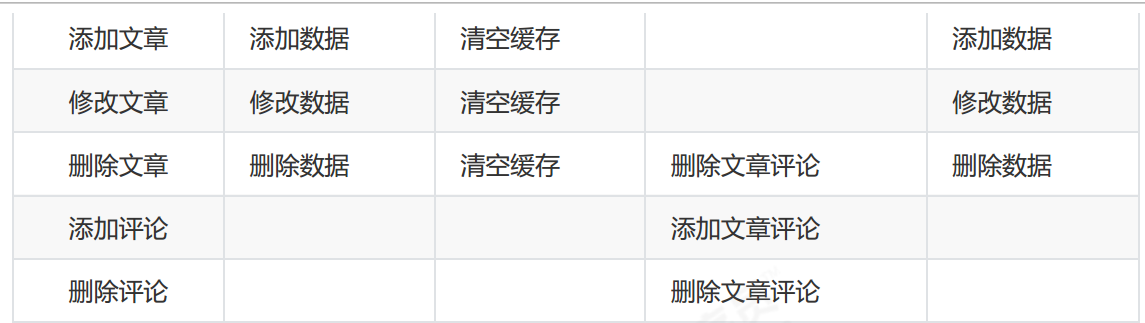 添加文章 添加数据 清空缓存 添加数据
修改文章 修改数据 清空缓存 修改数据
删除文章 删除数据 清空缓存 删除文章评论 删除数据
添加评论 添加文章评论
删除评论 删除文章评论